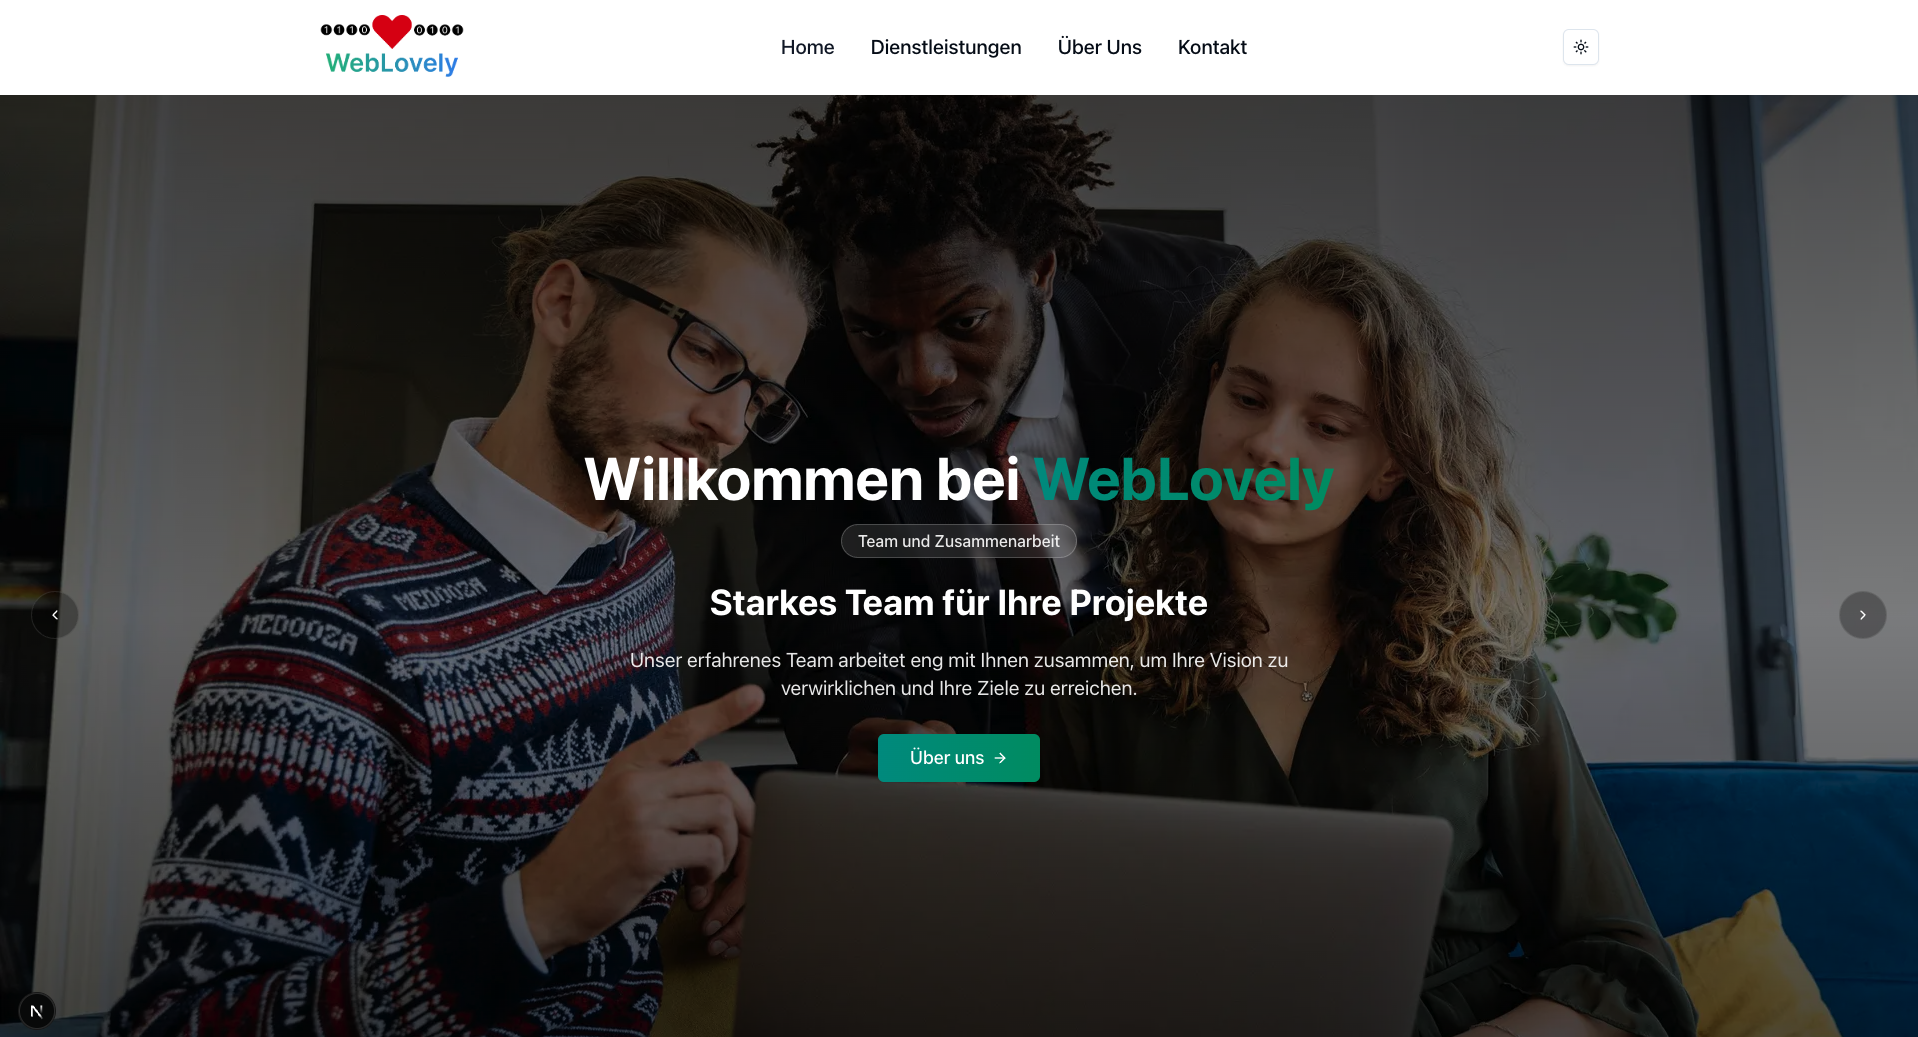 1110 0101
WebLovely
Home Dienstleistungen Über Uns Kontakt
Willkommen bei WebLovely
Team und Zusammenarbeit
Starkes Team für Ihre Projekte
Unser erfahrenes Team arbeitet eng mit Ihnen zusammen, um Ihre Vision zu
verwirklichen und Ihre Ziele zu erreichen.
Über uns →
MEDOOZA
MEDOOZA
N